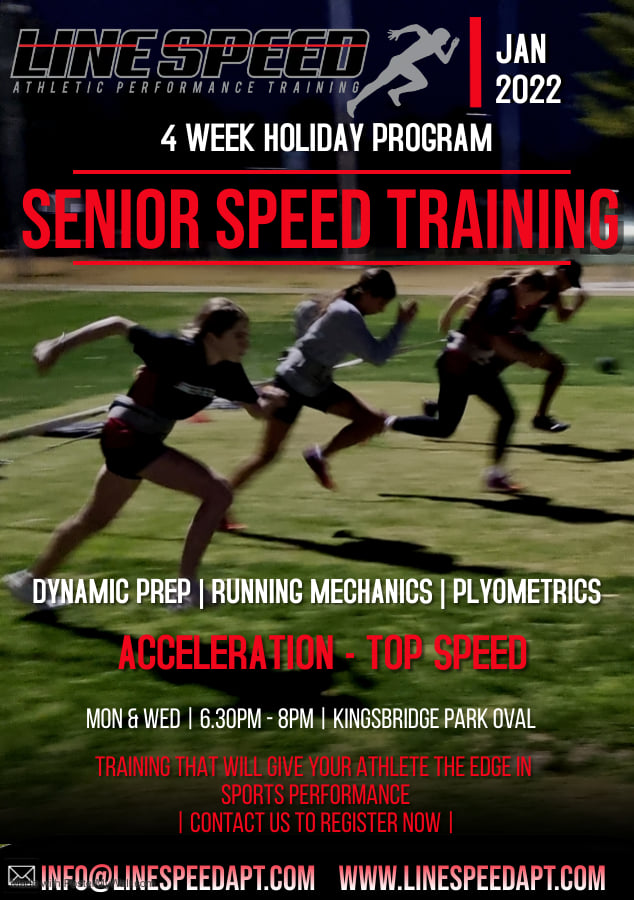 LINE SPEED
ATHLETIC PERFORMANCE TRAINING
JAN
2022
4 WEEK HOLIDAY PROGRAM
SENIOR SPEED TRAINING
DYNAMIC PREP | RUNNING MECHANICS | PLYOMETRICS
ACCELERATION - TOP SPEED
MON & WED | 6.30PM - 8PM | KINGSBRIDGE PARK OVAL
TRAINING THAT WILL GIVE YOUR ATHLETE THE EDGE IN
SPORTS PERFORMANCE
| CONTACT US TO REGISTER NOW |
INFO@LINESPEEDAPT.COM WWW.LINESPEEDAPT.COM